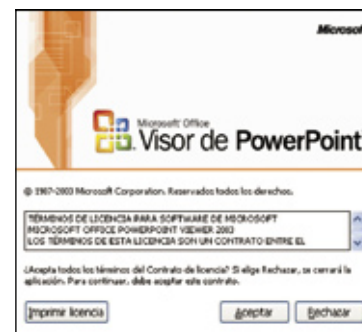 Microsoft
Microsoft Office
Visor de PowerPoint
© 1987-2003 Microsoft Corporation. Reservados todos los derechos.
TÉRMINOS DE LICENCIA PARA SOFTWARE DE MICROSOFT
MICROSOFT OFFICE POWERPOINT VIEWER 2003
LOS TÉRMINOS DE ESTA LICENCIA SON UN CONTRATO ENTRE EL
¿Acepta todos los términos del Contrato de licencia? Si elige Rechazar, se cerrará la
aplicación. Para continuar, debe aceptar este contrato.
Imprimir licencia Aceptar Rechazar